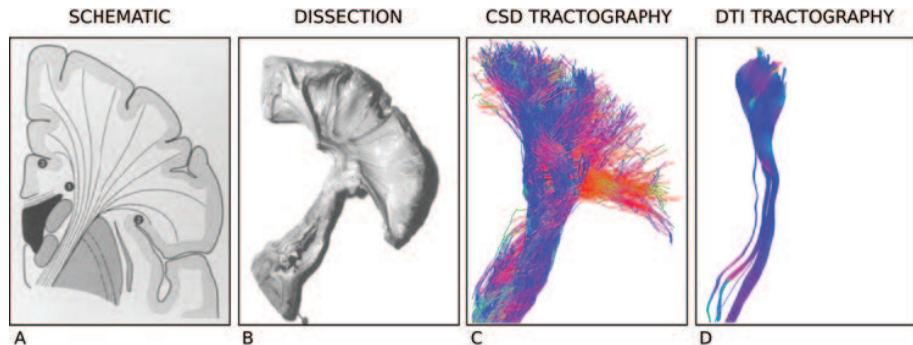 SCHEMATIC
DISSECTION
CSD TRACTOGRAPHY
DTI TRACTOGRAPHY
A
B
C
D